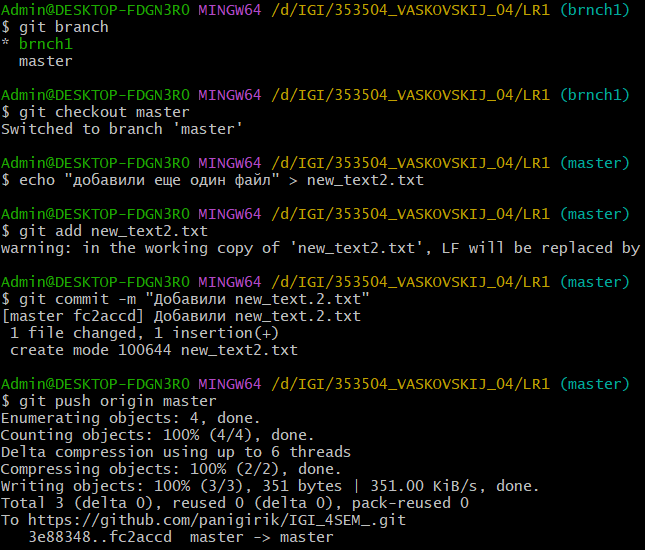 Admin@DESKTOP-FDGN3R0 MINGW64 /d/IGI/353504_VASKOVSKIJ_04/LR1 (brnch1)
$ git branch
* brnch1
  master
Admin@DESKTOP-FDGN3R0 MINGW64 /d/IGI/353504_VASKOVSKIJ_04/LR1 (brnch1)
$ git checkout master
Switched to branch 'master'
Admin@DESKTOP-FDGN3R0 MINGW64 /d/IGI/353504_VASKOVSKIJ_04/LR1 (master)
$ echo "добавили еще один файл" > new_text2.txt
Admin@DESKTOP-FDGN3R0 MINGW64 /d/IGI/353504_VASKOVSKIJ_04/LR1 (master)
$ git add new_text2.txt
warning: in the working copy of 'new_text2.txt', LF will be replaced by
Admin@DESKTOP-FDGN3R0 MINGW64 /d/IGI/353504_VASKOVSKIJ_04/LR1 (master)
$ git commit -m "Добавили new_text.2.txt"
[master fc2accd] Добавили new_text.2.txt
 1 file changed, 1 insertion(+)
 create mode 100644 new_text2.txt
Admin@DESKTOP-FDGN3R0 MINGW64 /d/IGI/353504_VASKOVSKIJ_04/LR1 (master)
$ git push origin master
Enumerating objects: 4, done.
Counting objects: 100% (4/4), done.
Delta compression using up to 6 threads
Compressing objects: 100% (2/2), done.
Writing objects: 100% (3/3), 351 bytes | 351.00 KiB/s, done.
Total 3 (delta 0), reused 0 (delta 0), pack-reused 0
To https://github.com/panigirik/IGI_4SEM_.git
   3e88348..fc2accd  master -> master